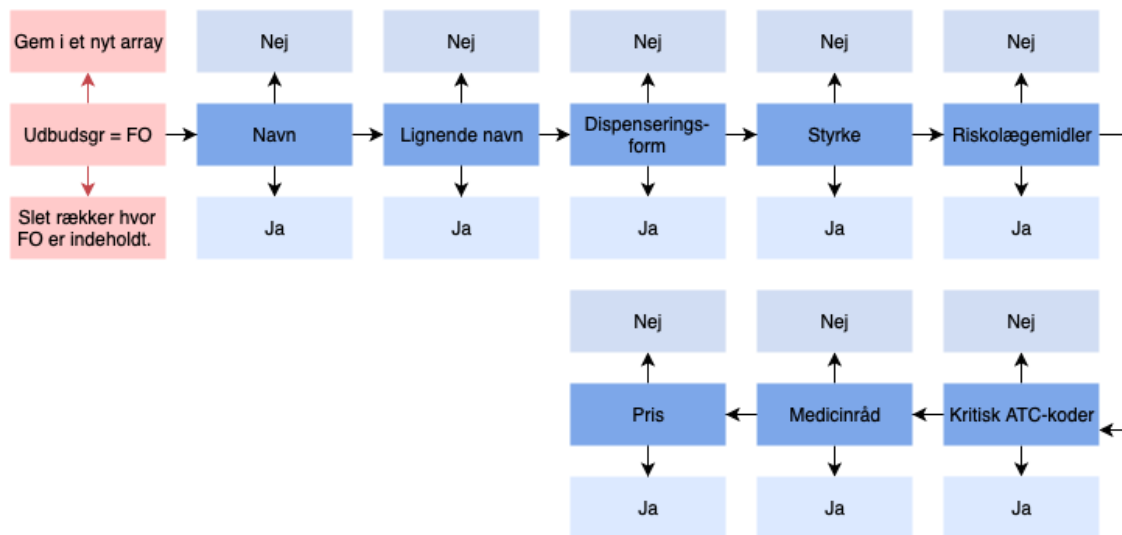 Gem i et nyt array
Nej
Nej
Nej
Nej
Nej
Udbudsgr = FO
Navn
Lignende navn
Dispenserings-
form
Styrke
Riskolægemidler
Slet rækker hvor
FO er indeholdt.
Ja
Ja
Ja
Ja
Ja
Nej
Nej
Nej
Pris
Medicinråd
Kritisk ATC-koder
Ja
Ja
Ja